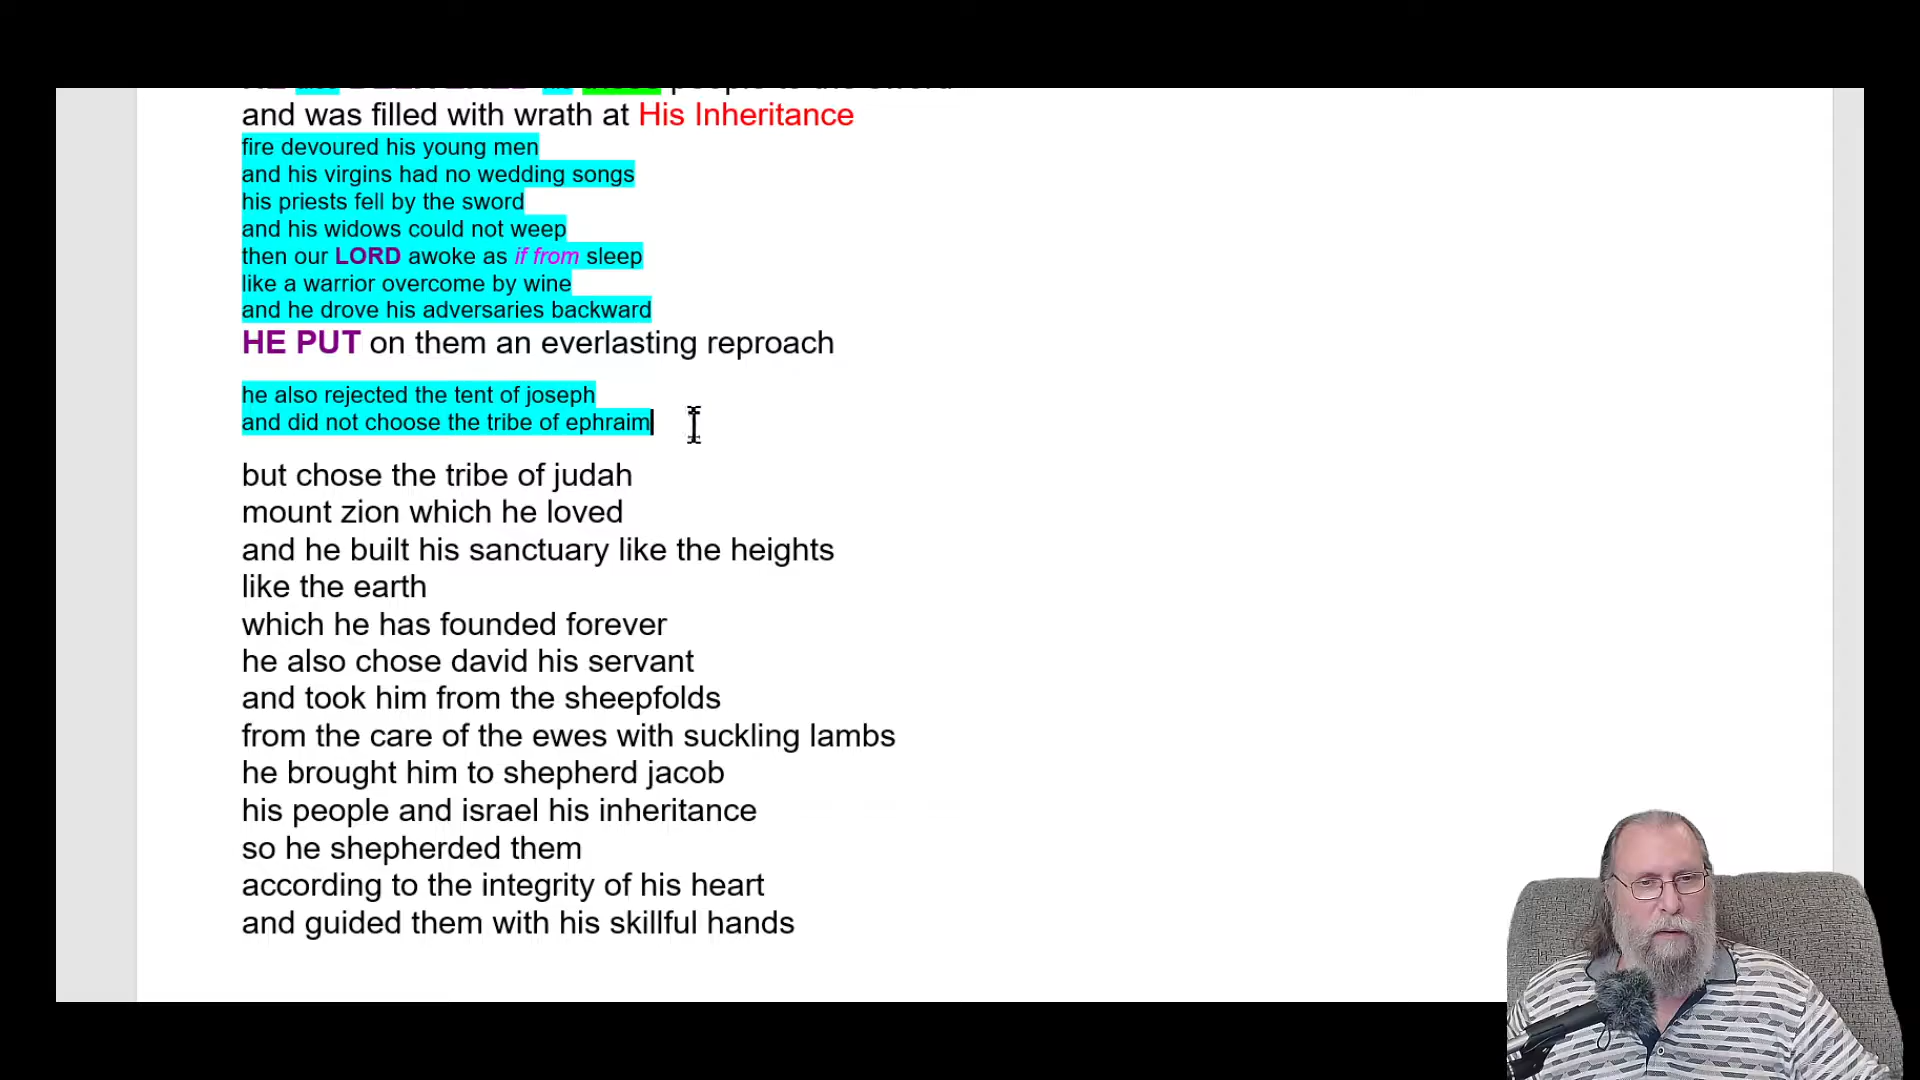 and was filled with wrath at His Inheritance
fire devoured his young men
and his virgins had no wedding songs
his priests fell by the sword
and his widows could not weep
then our LORD awoke as if from sleep
like a warrior overcome by wine
and he drove his adversaries backward
HE PUT on them an everlasting reproach
he also rejected the tent of joseph
and did not choose the tribe of ephraim
but chose the tribe of judah
mount zion which he loved
and he built his sanctuary like the heights
like the earth
which he has founded forever
he also chose david his servant
and took him from the sheepfolds
from the care of the ewes with suckling lambs
he brought him to shepherd jacob
his people and israel his inheritance
so he shepherded them
according to the integrity of his heart
and guided them with his skillful hands